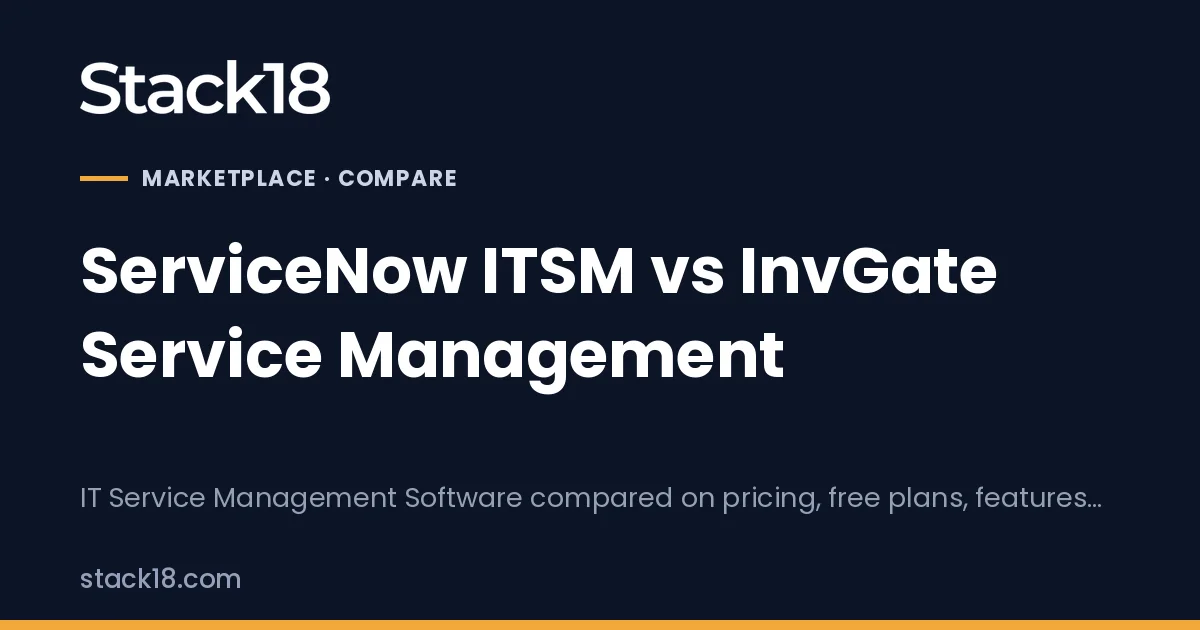 Stack18
MARKETPLACE · COMPARE
ServiceNow ITSM vs InvGate
Service Management
IT Service Management Software compared on pricing, free plans, features...
stack18.com